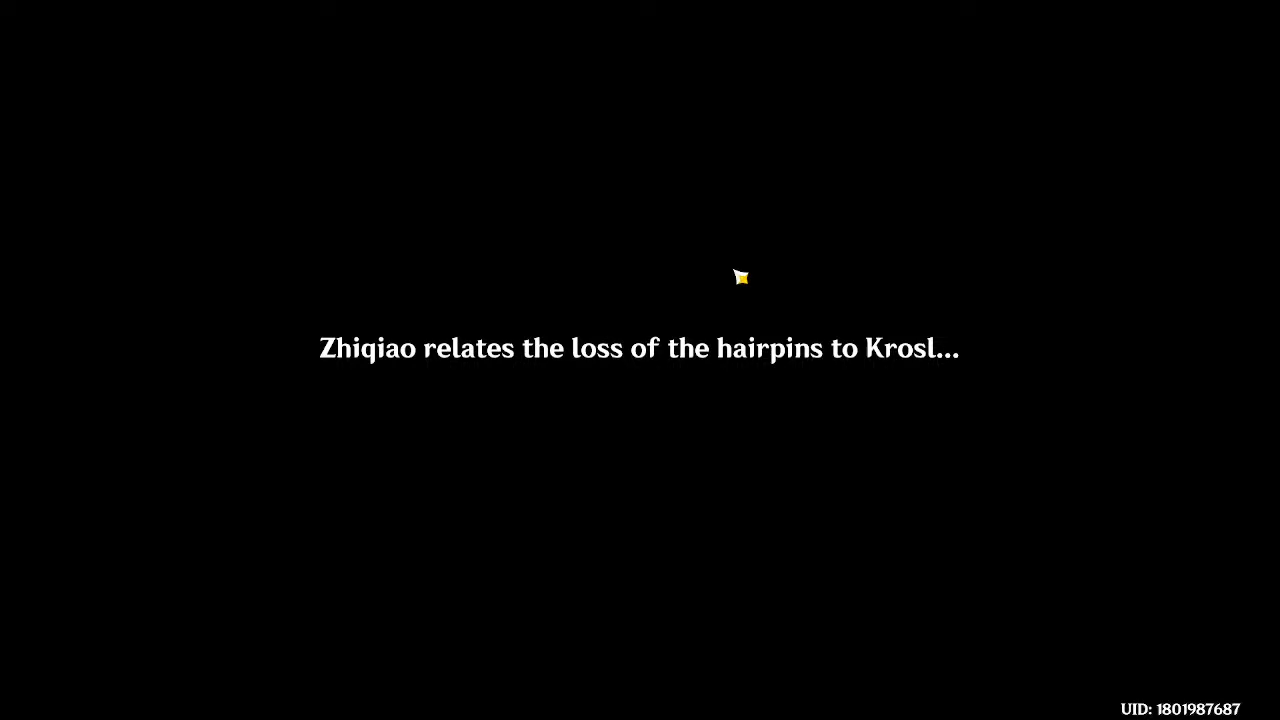 Zhiqiao relates the loss of the hairpins to Krosl...
UID: 1801987687